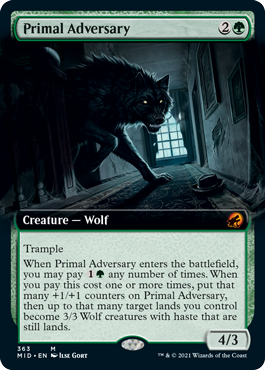 Primal Adversary 2
Creature — Wolf
Trample
When Primal Adversary enters the battlefield,
you may pay 1 any number of times. When
you pay this cost one or more times, put that
many +1/+1 counters on Primal Adversary,
then up to that many target lands you control
become 3/3 Wolf creatures with haste that are
still lands.
4/3
363 M
MID • EN ILSE GORT
™ & © 2021 Wizards of the Coast